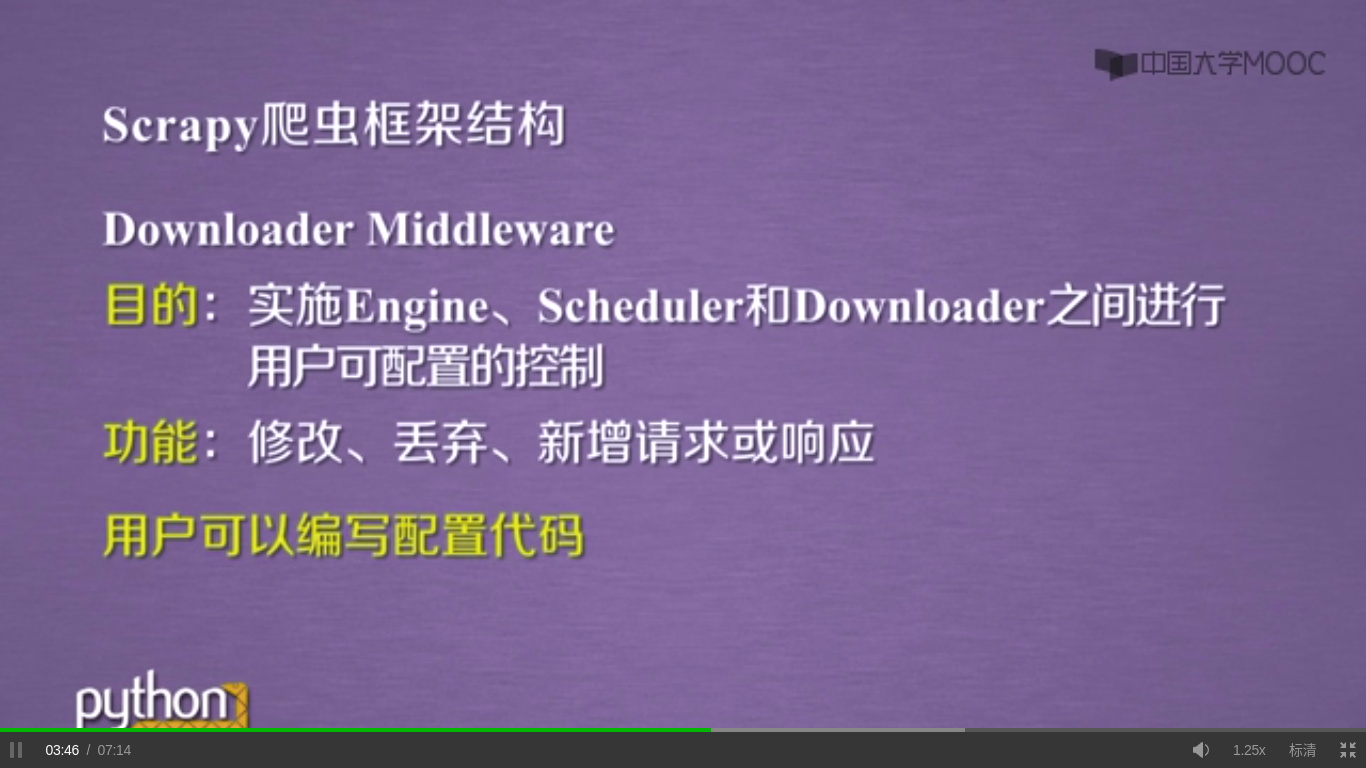 中国大学MOOC
Scrapy爬虫框架结构
Downloader Middleware
目的：实施Engine、Scheduler和Downloader之间进行
用户可配置的控制
功能：修改、丢弃、新增请求或响应
用户可以编写配置代码
python
03:46 / 07:14 1.25x 标清